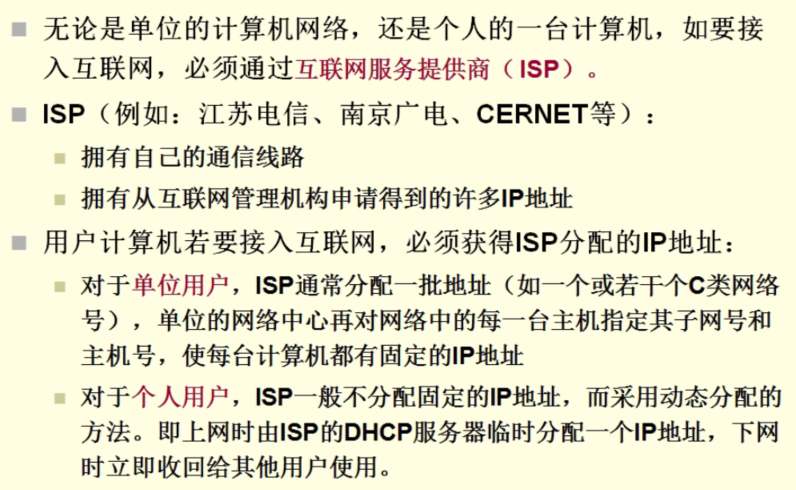 无论是单位的计算机网络，还是个人的一台计算机，如要接
入互联网，必须通过互联网服务提供商（ISP）。
ISP（例如：江苏电信、南京广电、CERNET等）：
拥有自己的通信线路
拥有从互联网管理机构申请得到的许多IP地址
用户计算机若要接入互联网，必须获得ISP分配的IP地址：
对于单位用户，ISP通常分配一批地址（如一个或若干个C类网络
号），单位的网络中心再对网络中的每一台主机指定其子网号和
主机号，使每台计算机都有固定的IP地址
对于个人用户，ISP一般不分配固定的IP地址，而采用动态分配的
方法。即上网时由ISP的DHCP服务器临时分配一个IP地址，下网
时立即收回给其他用户使用。